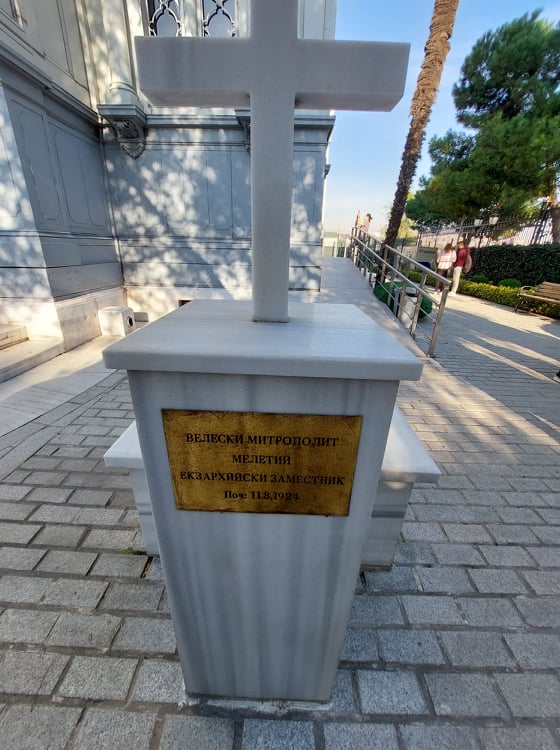 ВЕЛЕСКИ МИТРОПОЛИТ
МЕЛЕТИЙ
ЕКЗАРХИЙСКИ ЗАМЕСТНИК
Поч: 11.8.1924